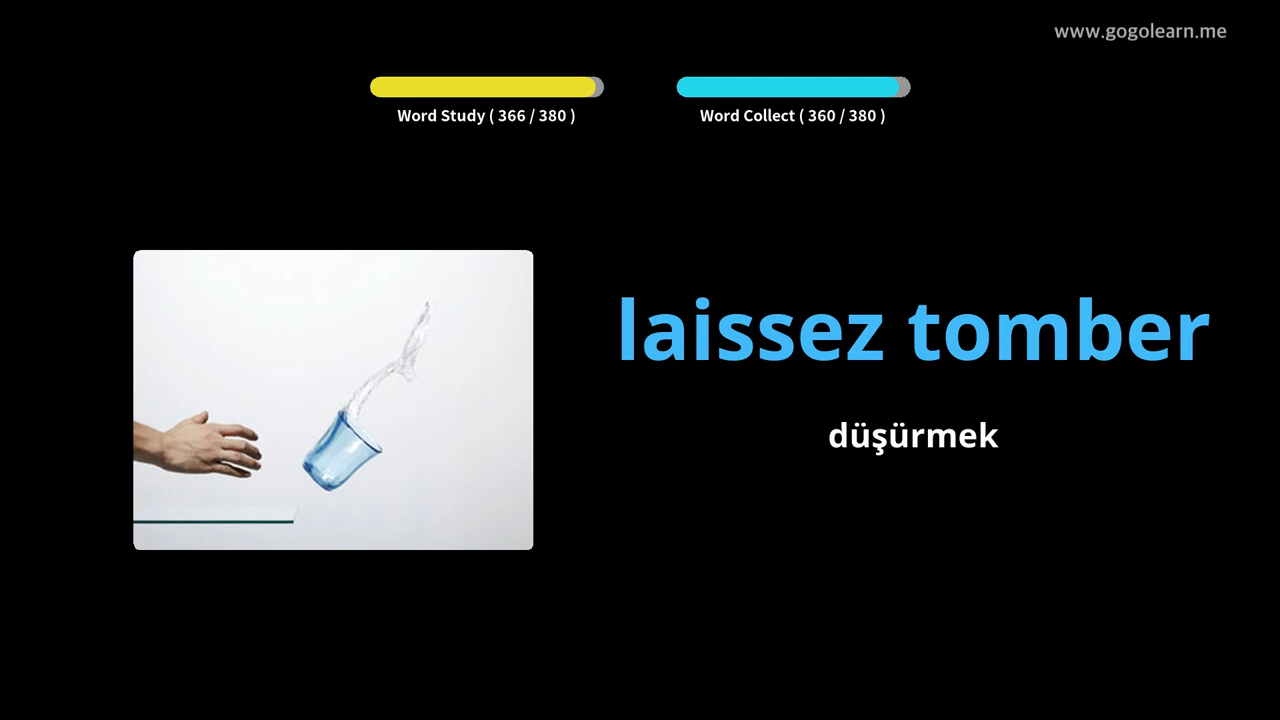 www.gogolearn.me
Word Study ( 366 / 380 )
Word Collect ( 360 / 380 )
laissez tomber
düşürmek